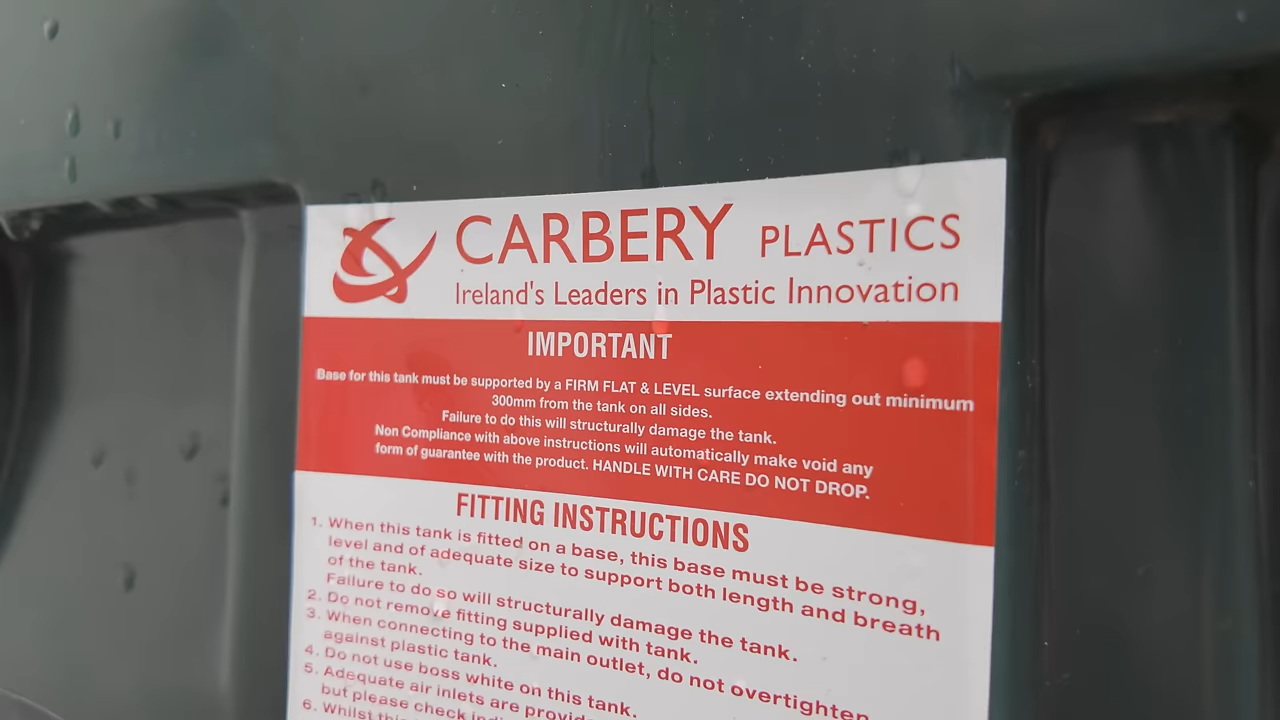 CARBERY PLASTICS
Ireland's Leaders in Plastic Innovation
IMPORTANT
Base for this tank must be supported by a FIRM FLAT & LEVEL surface extending out minimum
300mm from the tank on all sides.
Failure to do this will structurally damage the tank.
Non Compliance with above instructions will automatically make void any
form of guarantee with the product. HANDLE WITH CARE DO NOT DROP.
FITTING INSTRUCTIONS
1. When this tank is fitted on a base, this base must be strong,
level and of adequate size to support both length and breath
of the tank.
Failure to do so will structurally damage the tank.
2. Do not remove fitting supplied with tank.
3. When connecting to the main outlet, do not overtighten
against plastic tank.
4. Do not use boss white on this tank.
5. Adequate air inlets are
but please check
6. Whilst